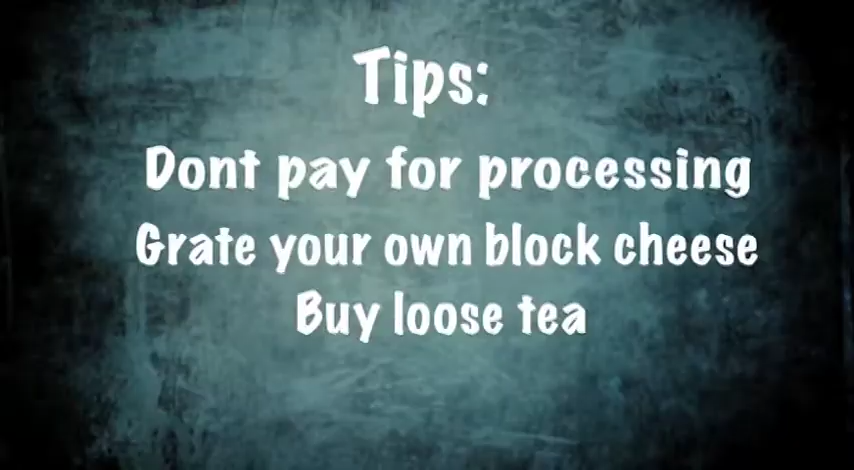 Tips:
Dont pay for processing
Grate your own block cheese
Buy loose tea